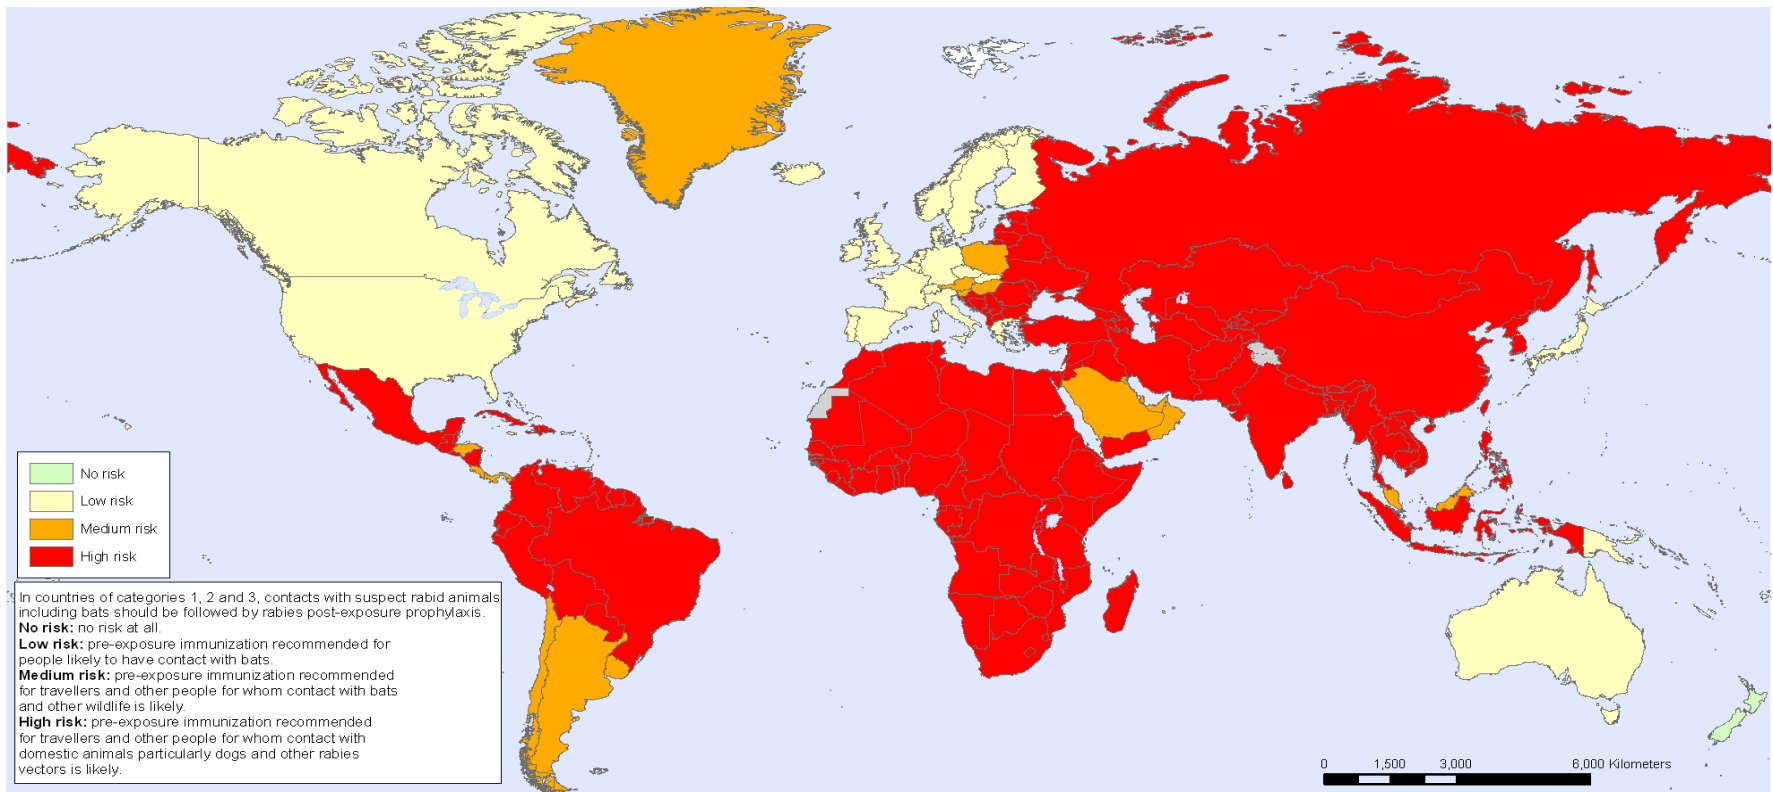 No risk
Low risk
Medium risk
High risk
In countries of categories 1, 2 and 3, contacts with suspect rabid animals
including bats should be followed by rabies post-exposure prophylaxis.
No risk: no risk at all.
Low risk: pre-exposure immunization recommended for
people likely to have contact with bats.
Medium risk: pre-exposure immunization recommended
for travellers and other people for whom contact with bats
and other wildlife is likely.
High risk: pre-exposure immunization recommended
for travellers and other people for whom contact with
domestic animals particularly dogs and other rabies
vectors is likely.
0 1,500 3,000 6,000 Kilometers